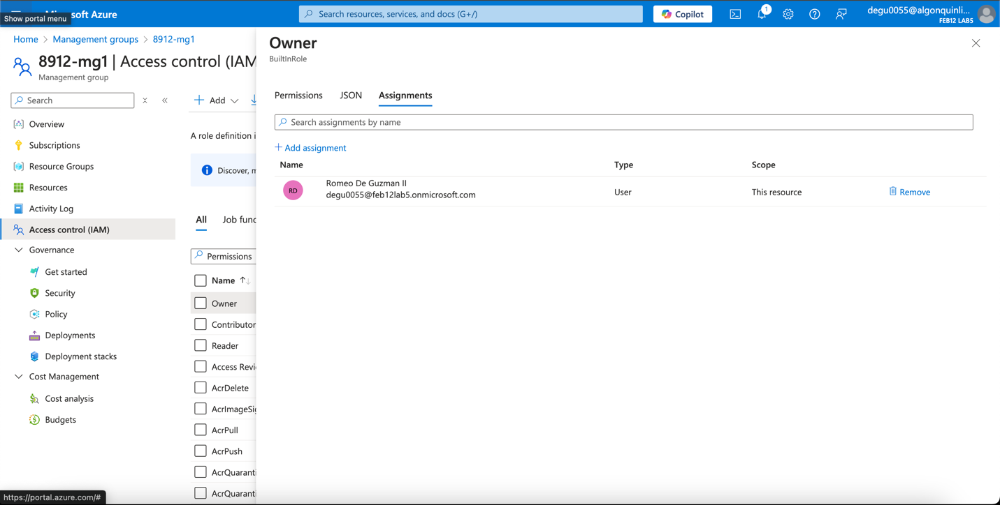 Show portal menu
soft Azure
Search resources, services, and docs (G+/)
Copilot
1
degu0055@algonquinli...
FEB12 LAB5
Home > Management groups > 8912-mg1
8912-mg1 | Access control (IAM
Management group
Search
Overview
Subscriptions
Resource Groups
Resources
Activity Log
Access control (IAM)
Governance
Get started
Security
Policy
Deployments
Deployment stacks
Cost Management
Cost analysis
Budgets
https://portal.azure.com/#
Add
A role definition i
Discover, m
All Job func
Permissions
Name
Owner
Contributor
Reader
Access Revi
AcrDelete
AcrImageSig
AcrPull
AcrPush
AcrQuaranti
AcrQuaranti
Owner
BuiltInRole
Permissions JSON Assignments
Search assignments by name
Add assignment
Name Type Scope
RD
Romeo De Guzman II
degu0055@feb12lab5.onmicrosoft.com
User This resource Remove